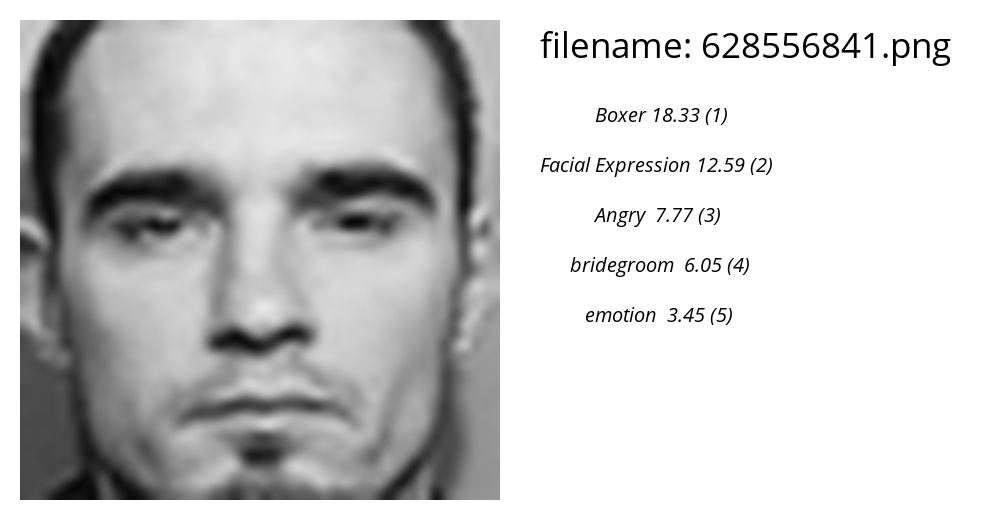 filename: 628556841.png
Boxer 18.33 (1)
Facial Expression 12.59 (2)
Angry  7.77 (3)
bridegroom  6.05 (4)
emotion  3.45 (5)